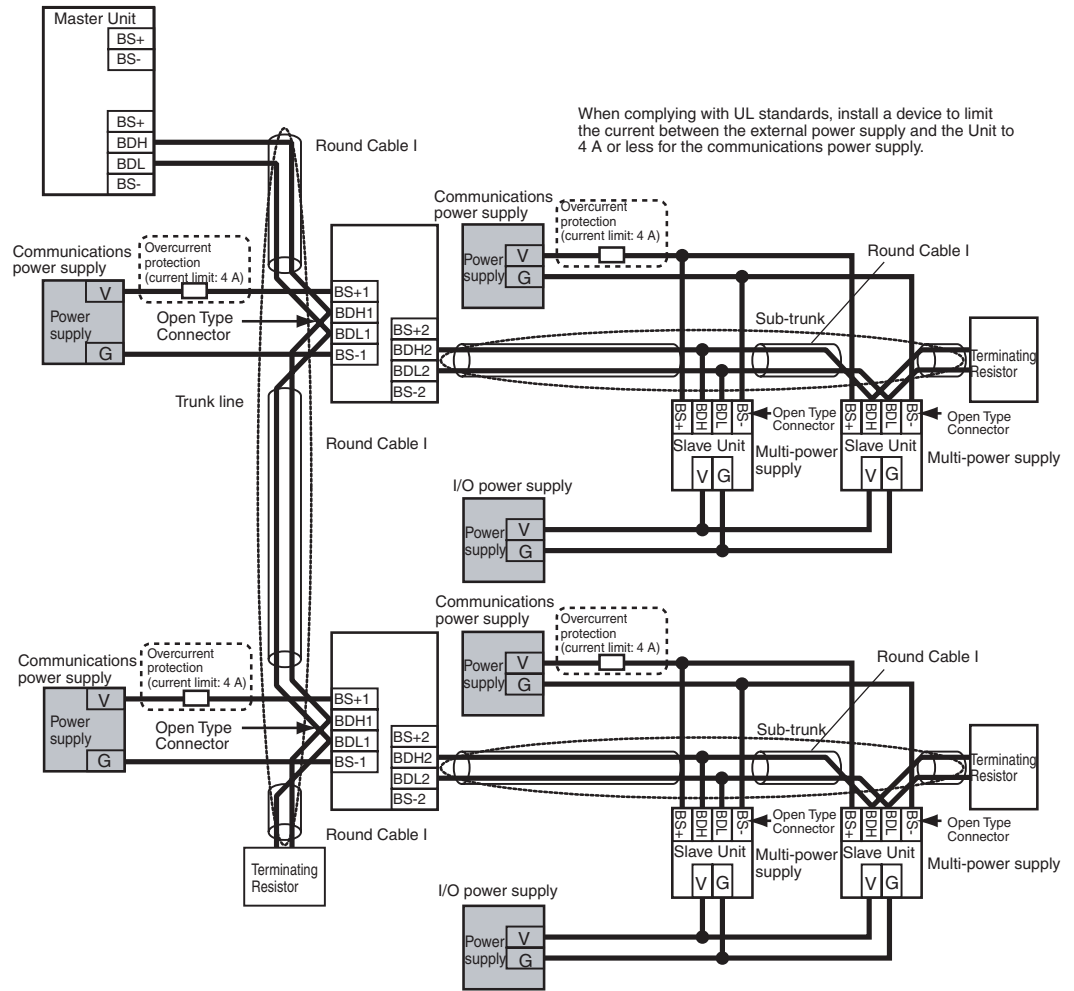 Master Unit
BS+
BS-
BS+
BDH
BDL
BS-
Round Cable I
When complying with UL standards, install a device to limit
the current between the external power supply and the Unit to
4 A or less for the communications power supply.
Communications
power supply
Overcurrent
protection
(current limit: 4 A)
V
Power
supply
G
Open Type
Connector
BS+1
BDH1
BDL1
BS-1
BS+2
BDH2
BDL2
BS-2
Communications
power supply
Overcurrent
protection
(current limit: 4 A)
Power
supply
V
G
Round Cable I
Sub-trunk
Terminating
Resistor
BS+
BDH
BDL
BS-
Open Type
Connector
Slave Unit
V G
Multi-power
supply
BS+
BDH
BDL
BS-
Open Type
Connector
Slave Unit
V G
Multi-power supply
Trunk line
Round Cable I
I/O power supply
Power
supply
V
G
Communications
power supply
Overcurrent
protection
(current limit: 4 A)
V
Power
supply
G
Open Type
Connector
BS+1
BDH1
BDL1
BS-1
BS+2
BDH2
BDL2
BS-2
Communications
power supply
Overcurrent
protection
(current limit: 4 A)
Power
supply
V
G
Round Cable I
Sub-trunk
Terminating
Resistor
BS+
BDH
BDL
BS-
Open Type
Connector
Slave Unit
V G
Multi-power
supply
BS+
BDH
BDL
BS-
Open Type
Connector
Slave Unit
V G
Multi-power supply
Round Cable I
Terminating
Resistor
I/O power supply
Power
supply
V
G